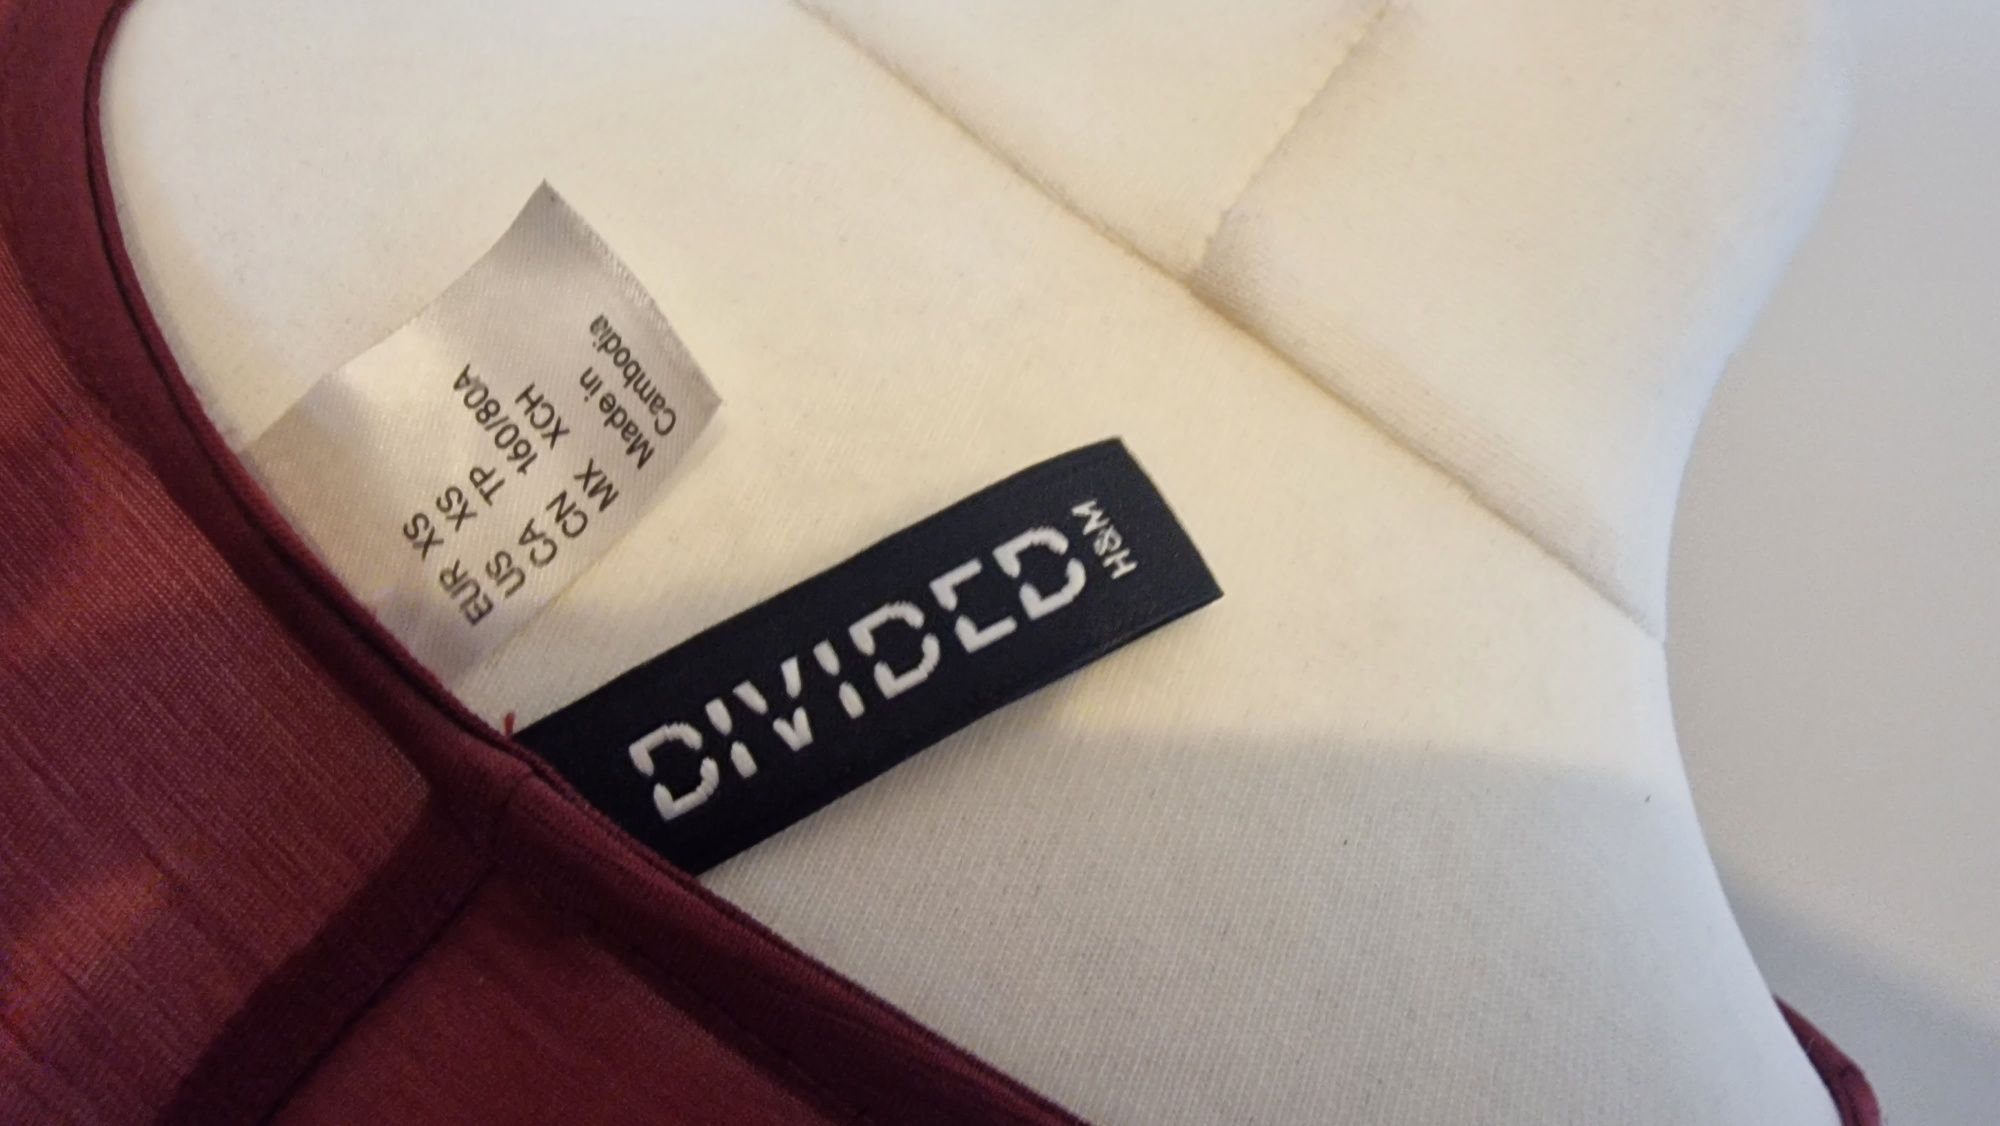 EUR XS
US XS
CA TP
CN 160/80A
MX XCH
Made in
Cambodia
DIVIDED
H&M